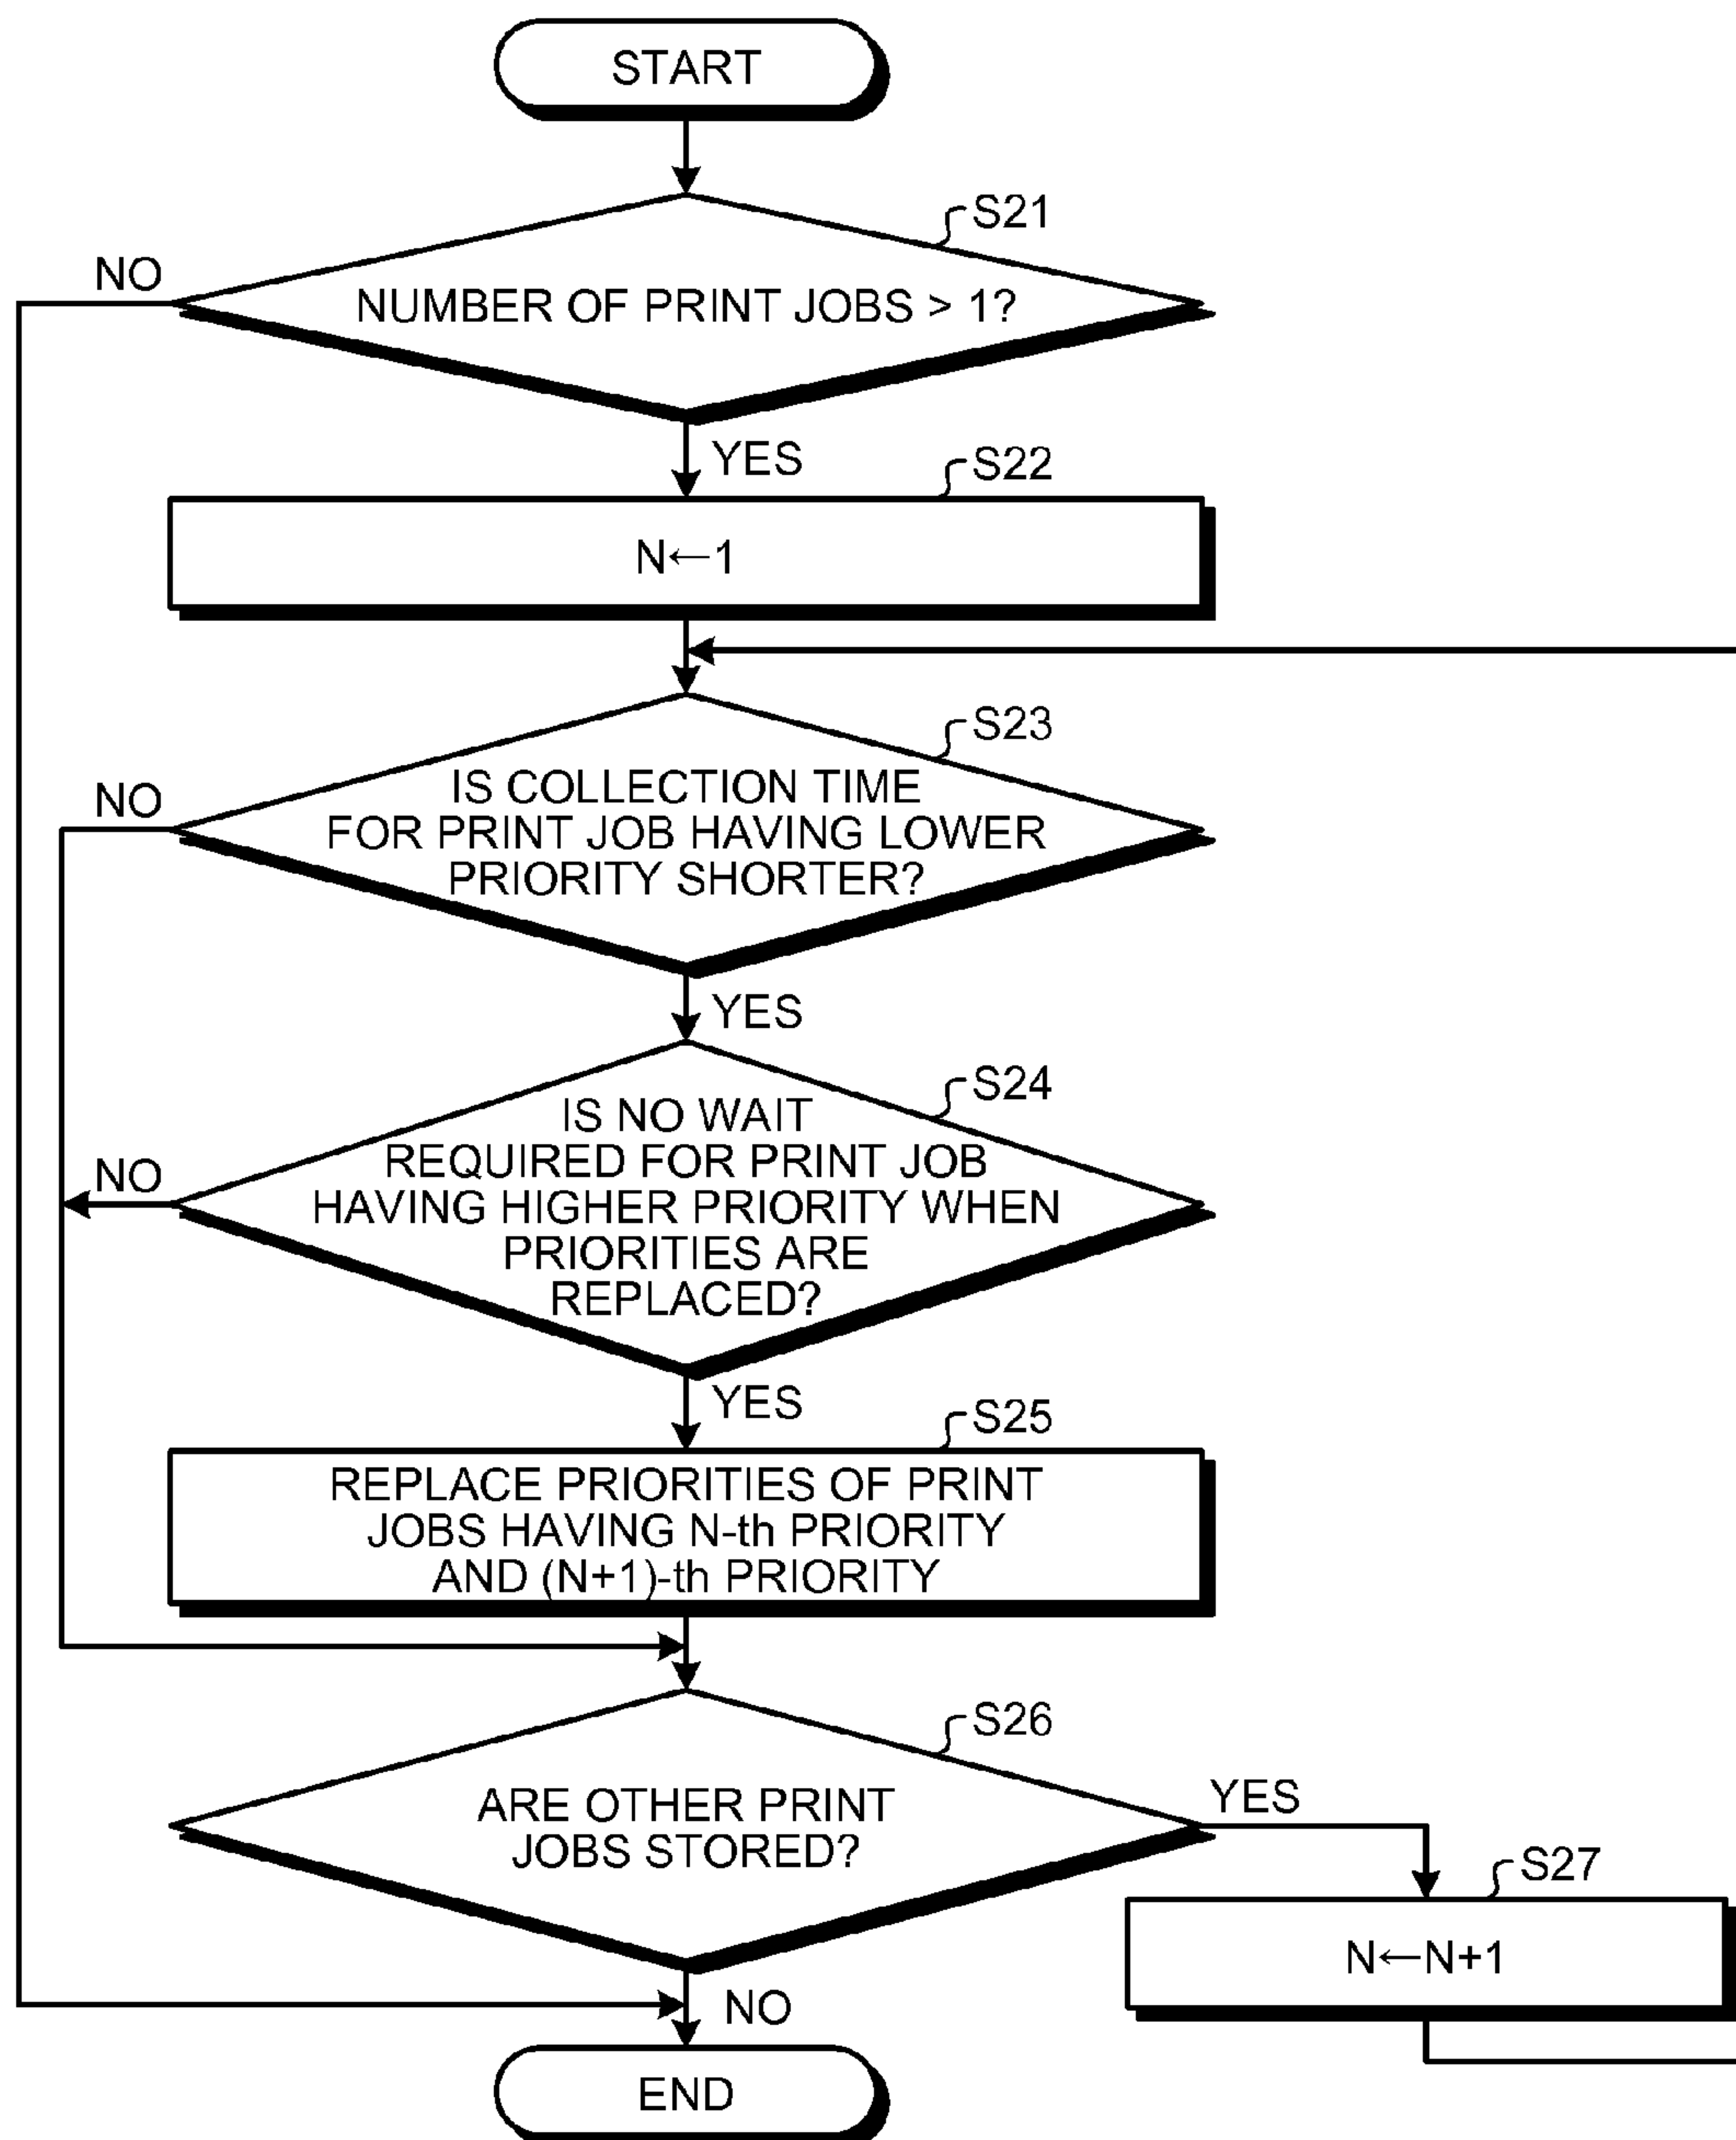 START
S21
NO
NUMBER OF PRINT JOBS > 1?
YES
S22
N←1
S23
NO
IS COLLECTION TIME
FOR PRINT JOB HAVING LOWER
PRIORITY SHORTER?
YES
S24
NO
IS NO WAIT
REQUIRED FOR PRINT JOB
HAVING HIGHER PRIORITY WHEN
PRIORITIES ARE
REPLACED?
YES
S25
REPLACE PRIORITIES OF PRINT
JOBS HAVING N-th PRIORITY
AND (N+1)-th PRIORITY
S26
ARE OTHER PRINT
JOBS STORED?
YES
S27
N←N+1
NO
END